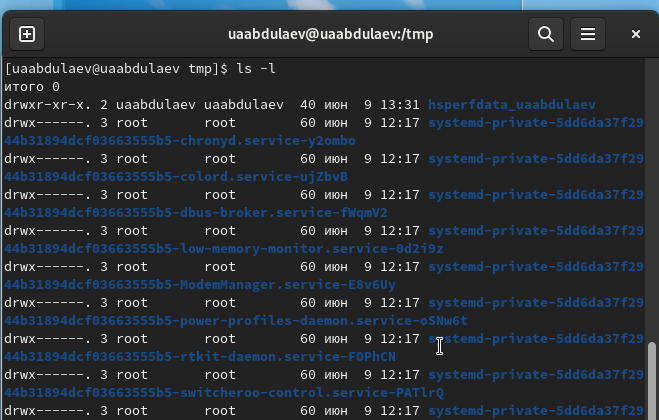 uaabdulaev@uaabdulaev:/tmp
[uaabdulaev@uaabdulaev tmp]$ ls -l
итого 0
drwxr-xr-x. 2 uaabdulaev uaabdulaev  40 июн  9 13:31 hsperfdata_uaabdulaev
drwx------. 3 root       root        60 июн  9 12:17 systemd-private-5dd6da37f29
44b31894dcf03663555b5-chronyd.service-y2ombo
drwx------. 3 root       root        60 июн  9 12:17 systemd-private-5dd6da37f29
44b31894dcf03663555b5-colord.service-ujZbvB
drwx------. 3 root       root        60 июн  9 12:17 systemd-private-5dd6da37f29
44b31894dcf03663555b5-dbus-broker.service-fWqmV2
drwx------. 3 root       root        60 июн  9 12:17 systemd-private-5dd6da37f29
44b31894dcf03663555b5-low-memory-monitor.service-0d2i9z
drwx------. 3 root       root        60 июн  9 12:17 systemd-private-5dd6da37f29
44b31894dcf03663555b5-ModemManager.service-E8v6Uy
drwx------. 3 root       root        60 июн  9 12:17 systemd-private-5dd6da37f29
44b31894dcf03663555b5-power-profiles-daemon.service-oSNw6t
drwx------. 3 root       root        60 июн  9 12:17 systemd-private-5dd6da37f29
44b31894dcf03663555b5-rtkit-daemon.service-FOPhCN
drwx------. 3 root       root        60 июн  9 12:17 systemd-private-5dd6da37f29
44b31894dcf03663555b5-switcheroo-control.service-PATlrQ
drwx------. 3 root       root        60 июн  9 12:17 systemd-private-5dd6da37f29